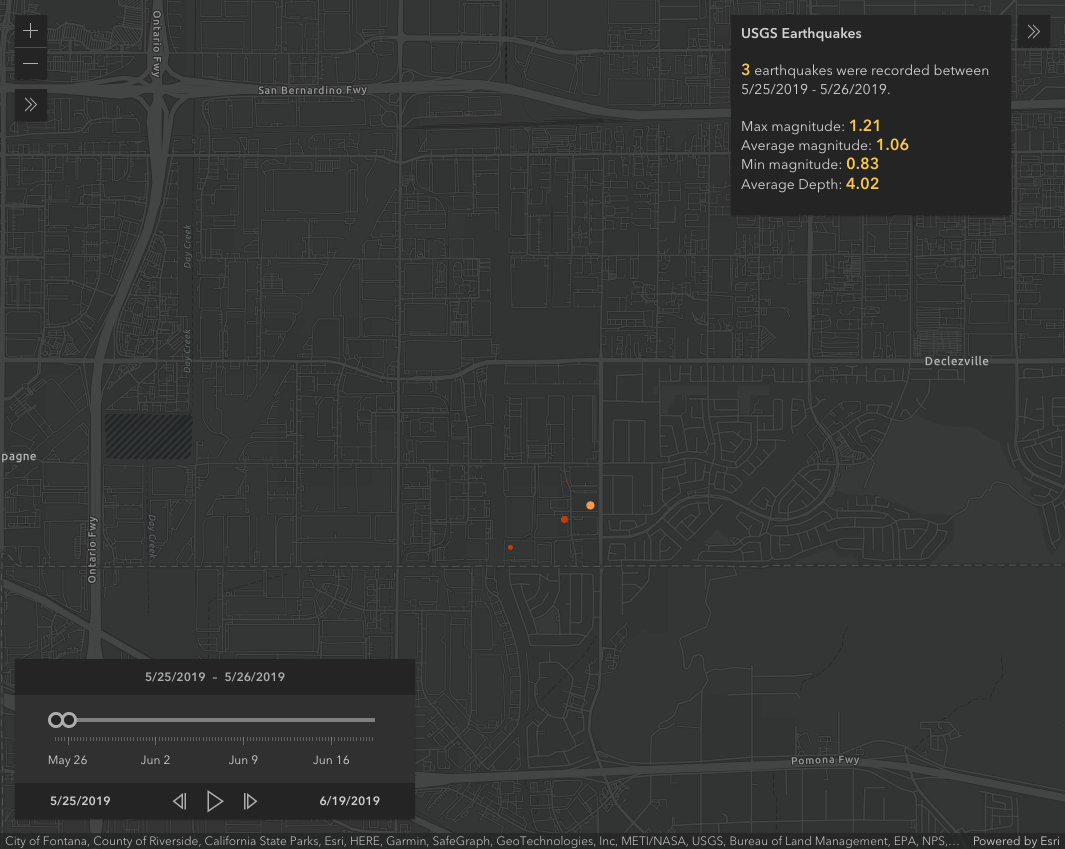 Ontario Fwy
San Bernardino Fwy
USGS Earthquakes
3 earthquakes were recorded between
5/25/2019 - 5/26/2019.
Max magnitude: 1.21
Average magnitude: 1.06
Min magnitude: 0.83
Average Depth: 4.02
Day Creek
Day Creek
Declezville
pagne
Day Creek
Ontario Fwy
5/25/2019 – 5/26/2019
May 26 Jun 2 Jun 9 Jun 16
5/25/2019 6/19/2019
Pomona Fwy
City of Fontana, County of Riverside, California State Parks, Esri, HERE, Garmin, SafeGraph, GeoTechnologies, Inc, METI/NASA, USGS, Bureau of Land Management, EPA, NPS,... Powered by Esri